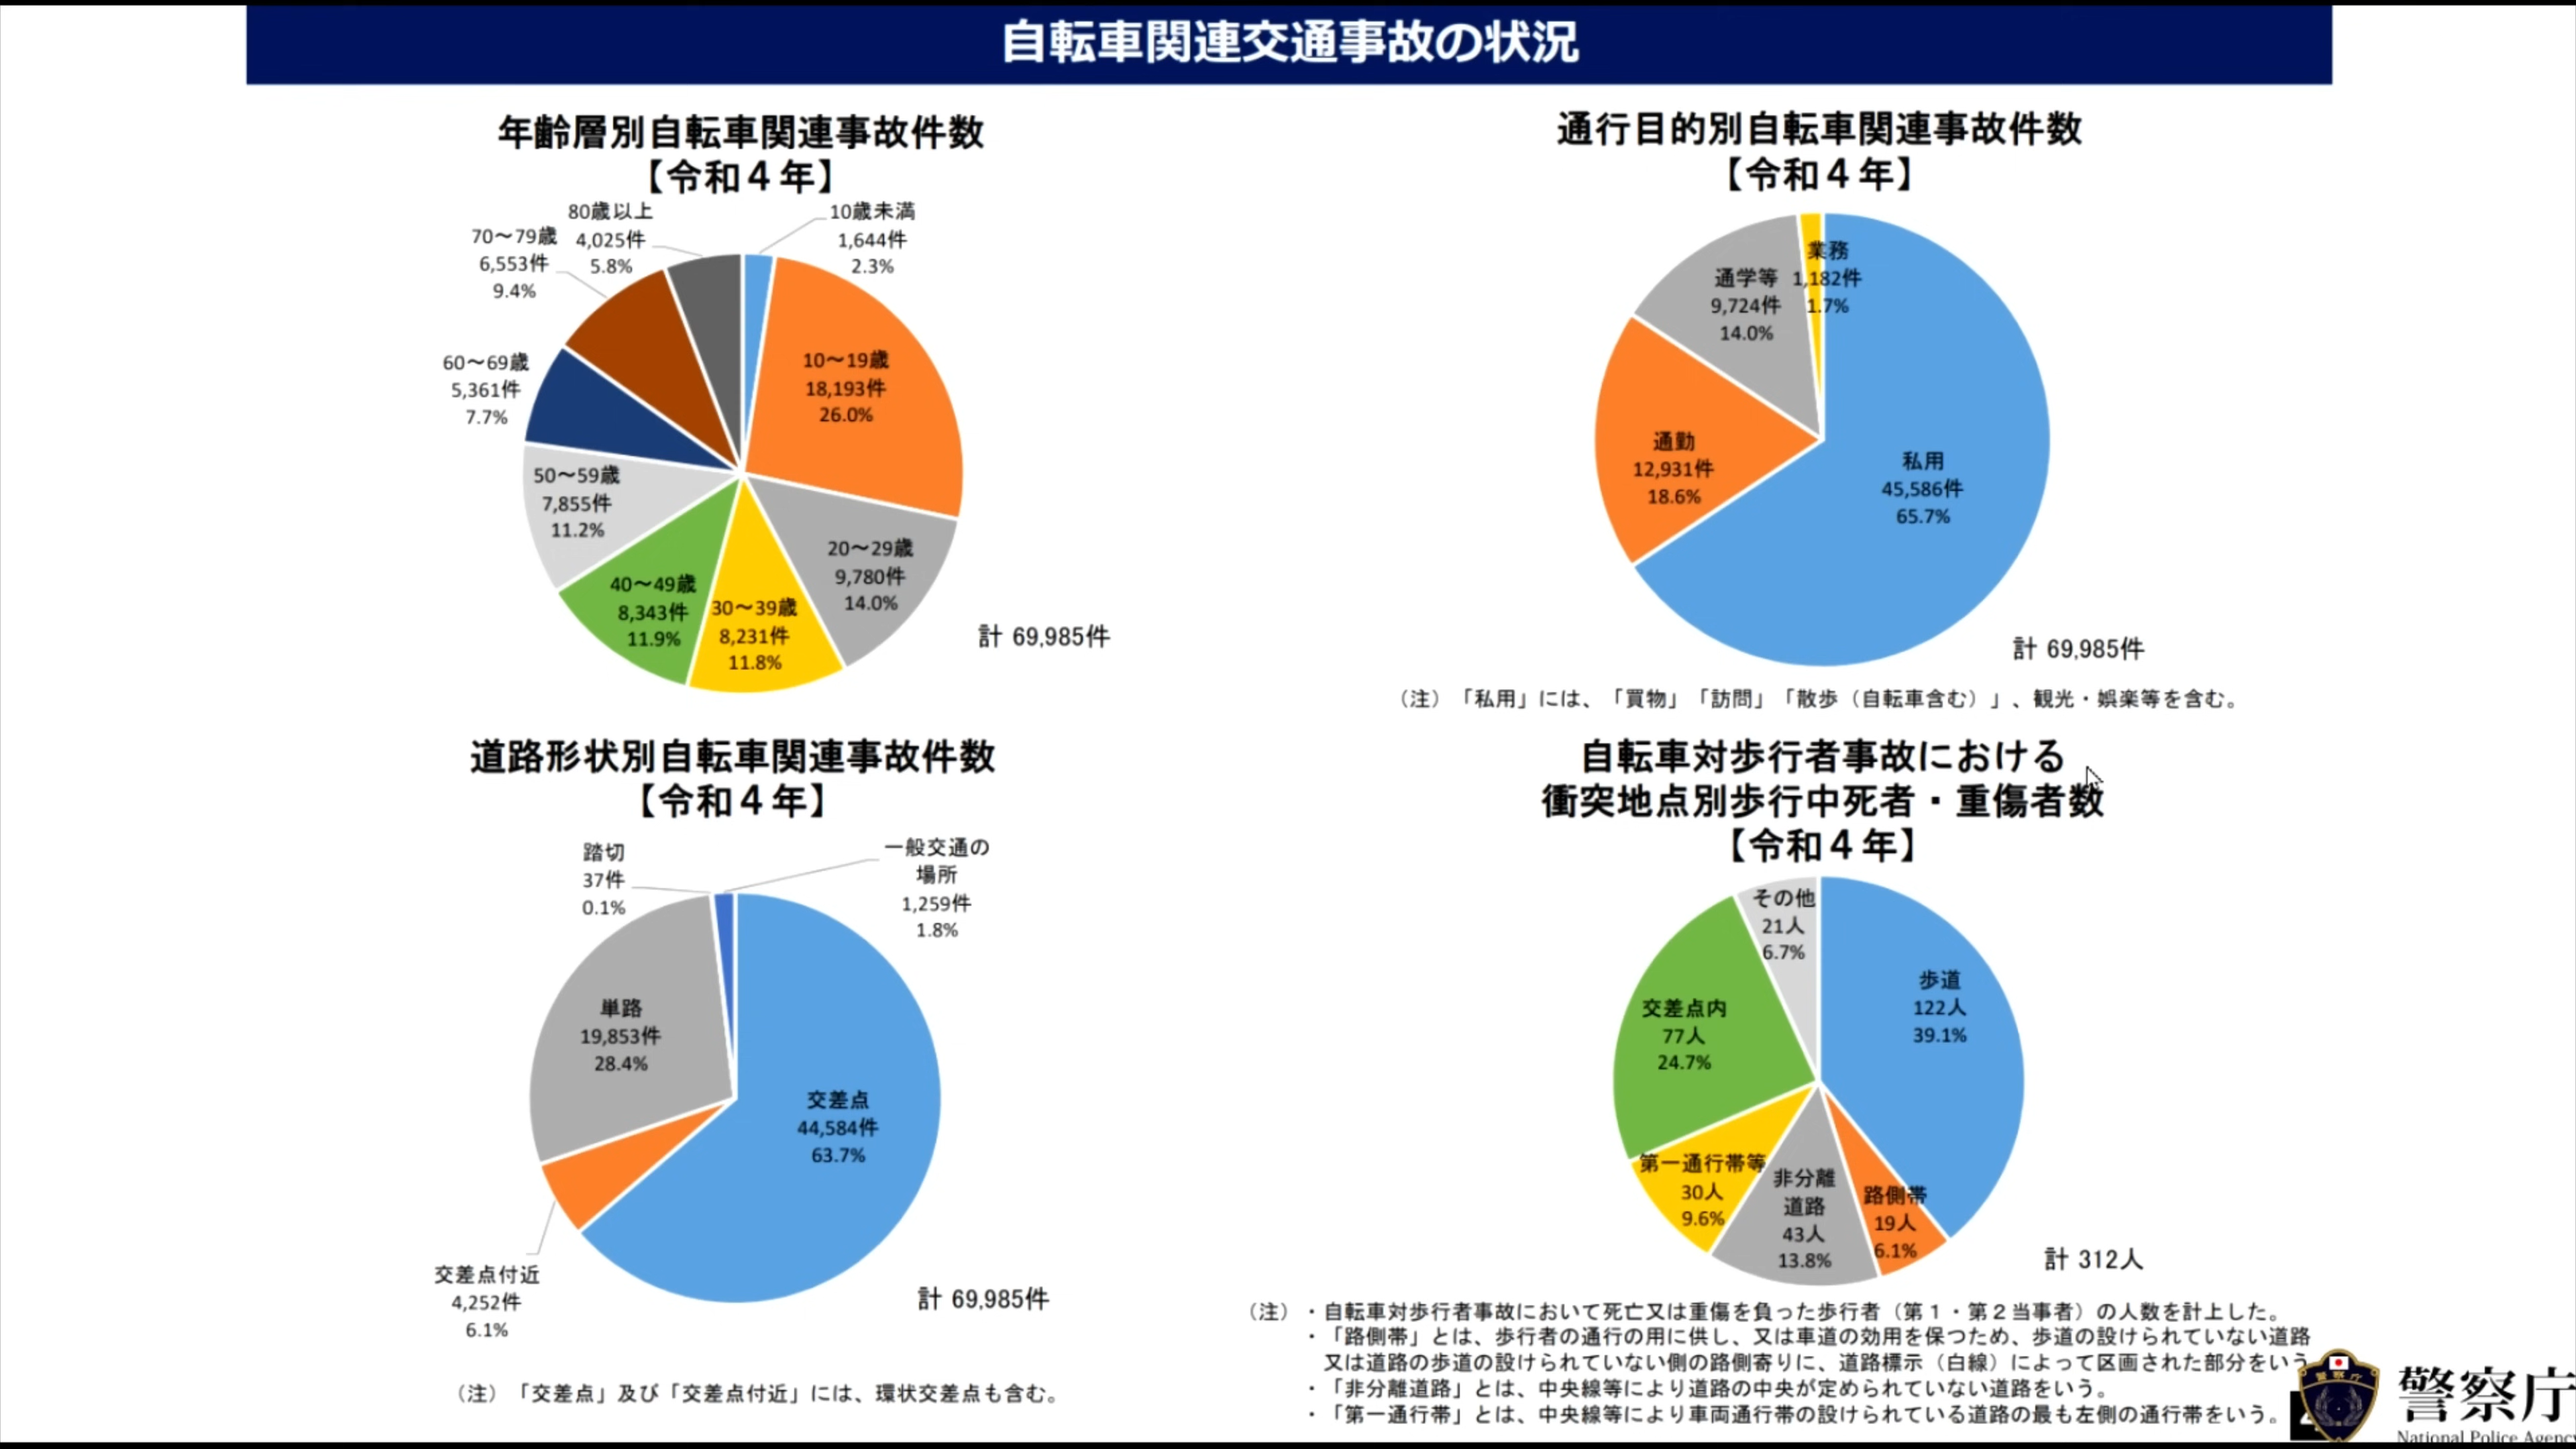 自転車関連交通事故の状況
年齢層別自転車関連事故件数
【令和４年】
10歳未満
1,644件
2.3%
10～19歳
18,193件
26.0%
20～29歳
9,780件
14.0%
30～39歳
8,231件
11.8%
40～49歳
8,343件
11.9%
50～59歳
7,855件
11.2%
60～69歳
5,361件
7.7%
70～79歳
6,553件
9.4%
80歳以上
4,025件
5.8%
計 69,985件
通行目的別自転車関連事故件数
【令和４年】
業務
1,182件
1.7%
通学等
9,724件
14.0%
通勤
12,931件
18.6%
私用
45,586件
65.7%
計 69,985件
（注）「私用」には、「買物」「訪問」「散歩（自転車含む）」、観光・娯楽等を含む。
道路形状別自転車関連事故件数
【令和４年】
踏切
37件
0.1%
一般交通の
場所
1,259件
1.8%
単路
19,853件
28.4%
交差点
44,584件
63.7%
交差点付近
4,252件
6.1%
計 69,985件
（注）「交差点」及び「交差点付近」には、環状交差点も含む。
自転車対歩行者事故における
衝突地点別歩行中死者・重傷者数
【令和４年】
その他
21人
6.7%
歩道
122人
39.1%
交差点内
77人
24.7%
第一通行帯等
30人
9.6%
非分離
道路
43人
13.8%
路側帯
19人
6.1%
計 312人
（注）・自転車対歩行者事故において死亡又は重傷を負った歩行者（第１・第２当事者）の人数を計上した。
・「路側帯」とは、歩行者の通行の用に供し、又は車道の効用を保つため、歩道の設けられていない道路
又は道路の歩道の設けられていない側の路側寄りに、道路標示（白線）によって区画された部分をいう
・「非分離道路」とは、中央線等により道路の中央が定められていない道路をいう。
・「第一通行帯」とは、中央線等により車両通行帯の設けられている道路の最も左側の通行帯をいう。
警察庁
National Police Agency